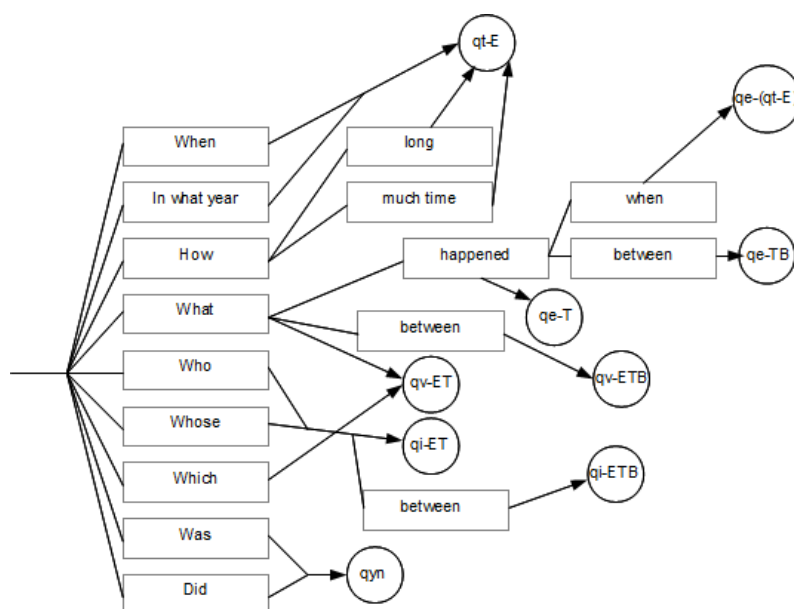 qt-E
qe-(qt-E)
When
long
In what year
much time
when
How
happened
between
qe-TB
What
qe-T
between
Who
qv-ET
qv-ETB
Whose
qi-ET
Which
qi-ETB
between
Was
qyn
Did